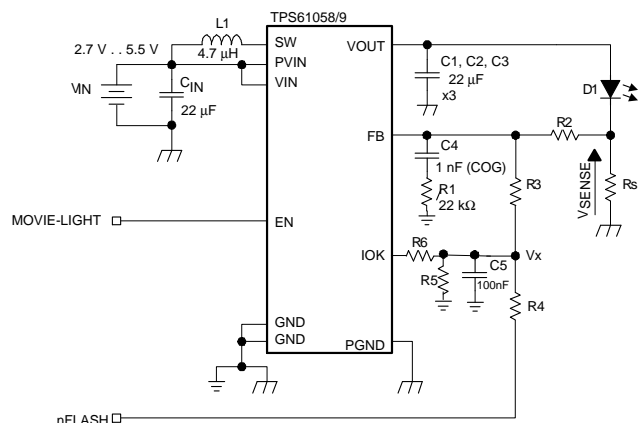 TPS61058/9
L1
2.7 V . . 5.5 V
4.7 µH
SW
VOUT
C1, C2, C3
PVIN
VIN
22 µF
x3
CIN
VIN
22 µF
D1
R2
FB
C4
1 nF (COG)
R1
22 kΩ
R3
VSENSE
Rs
MOVIE-LIGHT
EN
R6
IOK
Vx
C5
R5
100nF
R4
GND
GND
PGND
nFLASH